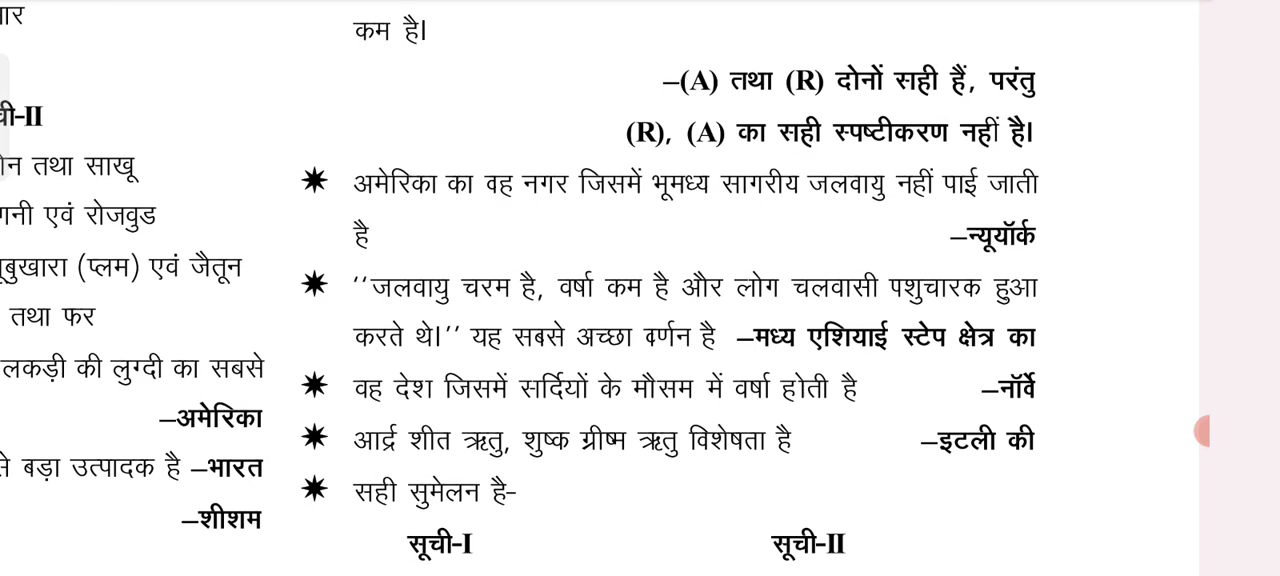 सूची-II
तथा साखू
एवं रोजवुड
(प्लम) एवं जैतून
तथा फर
लकड़ी की लुग्दी का सबसे
–अमेरिका
बड़ा उत्पादक है –भारत
–शीशम
कम है।
–(A) तथा (R) दोनों सही हैं, परंतु
(R), (A) का सही स्पष्टीकरण नहीं है।
✷ अमेरिका का वह नगर जिसमें भूमध्य सागरीय जलवायु नहीं पाई जाती
है –न्यूयॉर्क
✷ ‘‘जलवायु चरम है, वर्षा कम है और लोग चलवासी पशुचारक हुआ
करते थे।’’ यह सबसे अच्छा वर्णन है –मध्य एशियाई स्टेप क्षेत्र का
✷ वह देश जिसमें सर्दियों के मौसम में वर्षा होती है –नॉर्वे
✷ आर्द्र शीत ऋतु, शुष्क ग्रीष्म ऋतु विशेषता है –इटली की
✷ सही सुमेलन है-
सूची-I सूची-II